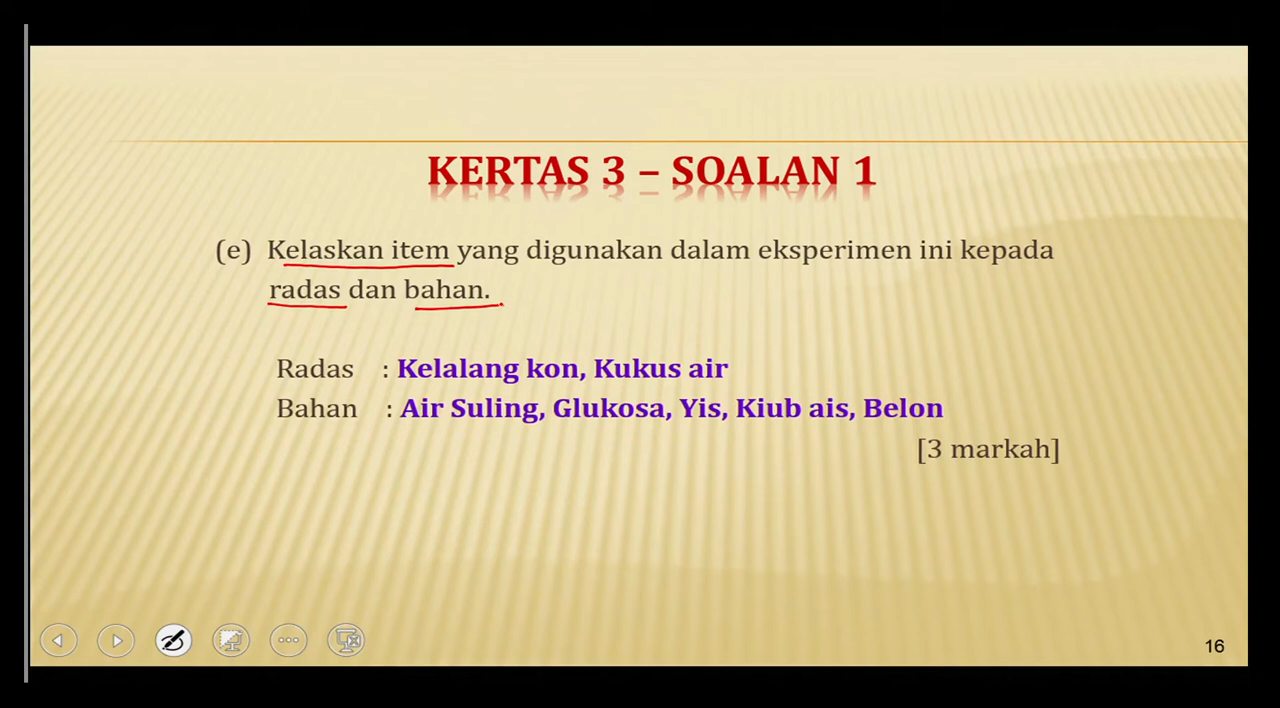 KERTAS 3 – SOALAN 1
(e) Kelaskan item yang digunakan dalam eksperimen ini kepada
radas dan bahan.
Radas : Kelalang kon, Kukus air
Bahan : Air Suling, Glukosa, Yis, Kiub ais, Belon
[3 markah]
16